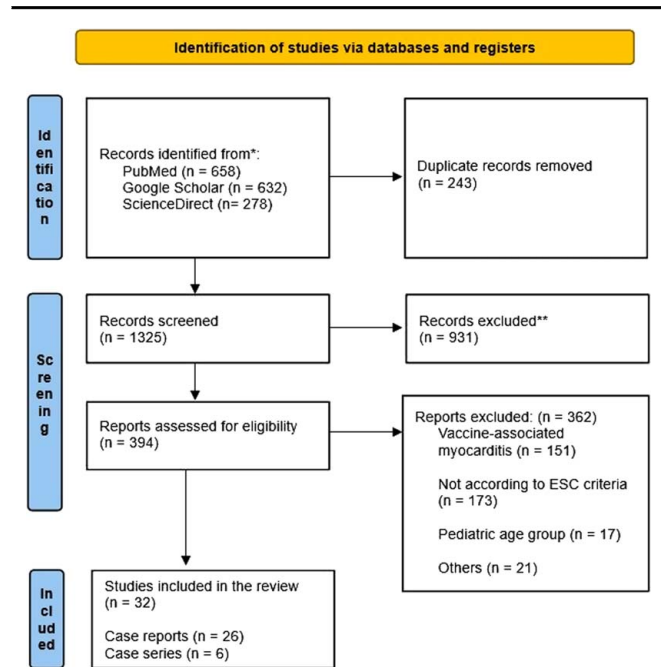 Identification of studies via databases and registers
Id
en
tifi
ca
tio
n
Records identified from*:
PubMed (n = 658)
Google Scholar (n = 632)
ScienceDirect (n= 278)
Duplicate records removed
(n = 243)
Sc
re
en
in
g
Records screened
(n = 1325)
Records excluded**
(n = 931)
Reports assessed for eligibility
(n = 394)
Reports excluded: (n = 362)
Vaccine-associated
myocarditis (n = 151)
Not according to ESC criteria
(n = 173)
Pediatric age group (n = 17)
Others (n = 21)
In
cl
ud
ed
Studies included in the review
(n = 32)
Case reports (n = 26)
Case series (n = 6)